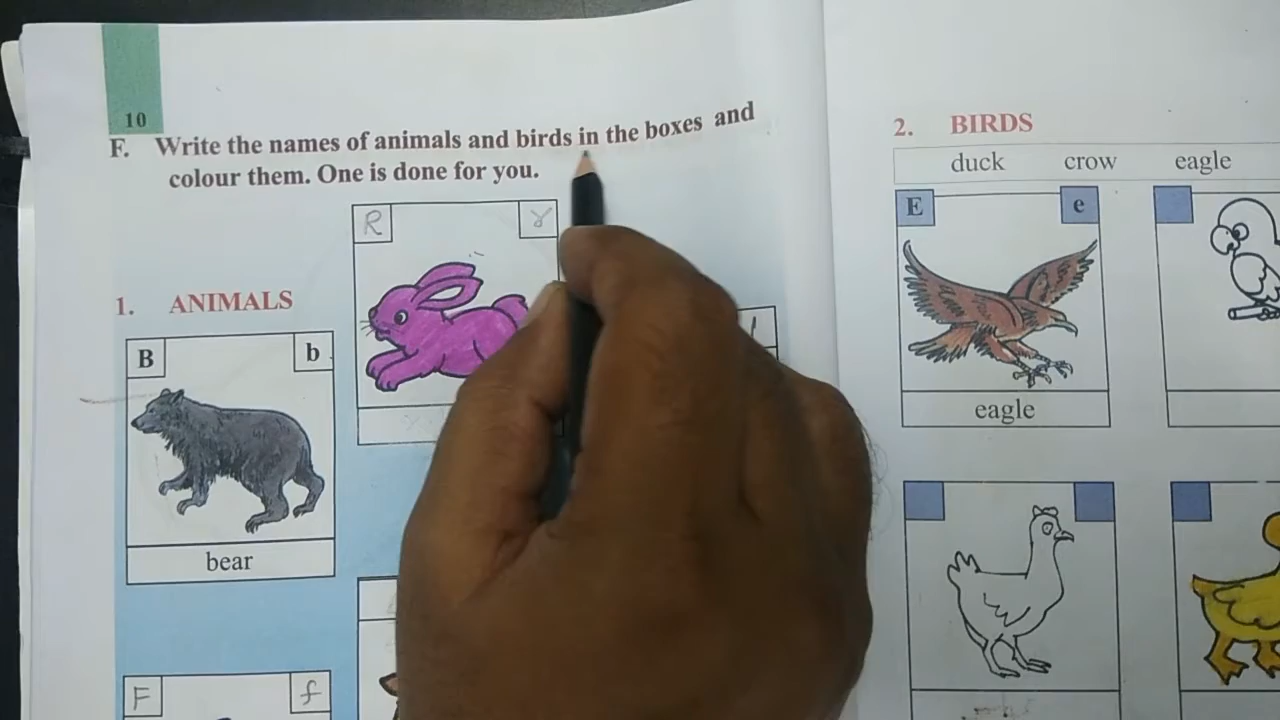 10
F. Write the names of animals and birds in the boxes and
colour them. One is done for you.
R r
1. ANIMALS
B b
bear
F f
2. BIRDS
duck crow eagle
E e
eagle